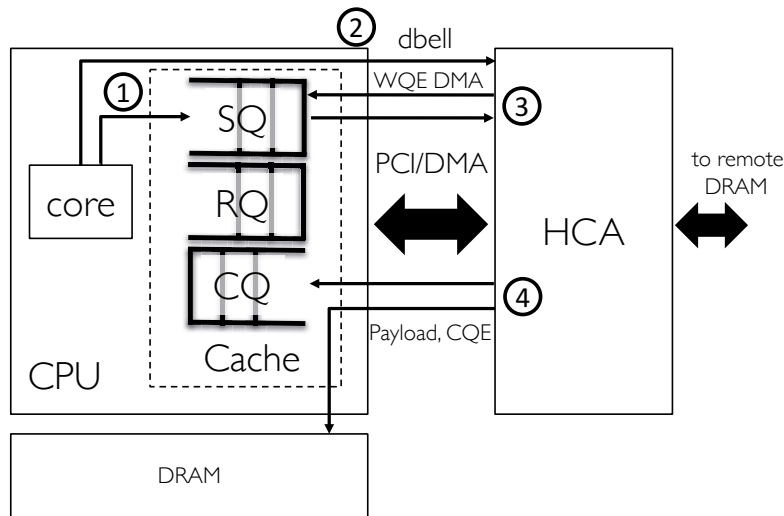 2
dbell
1
WQE DMA
SQ
3
PCI/DMA
to remote
DRAM
core
RQ
HCA
CQ
4
Payload, CQE
Cache
CPU
DRAM